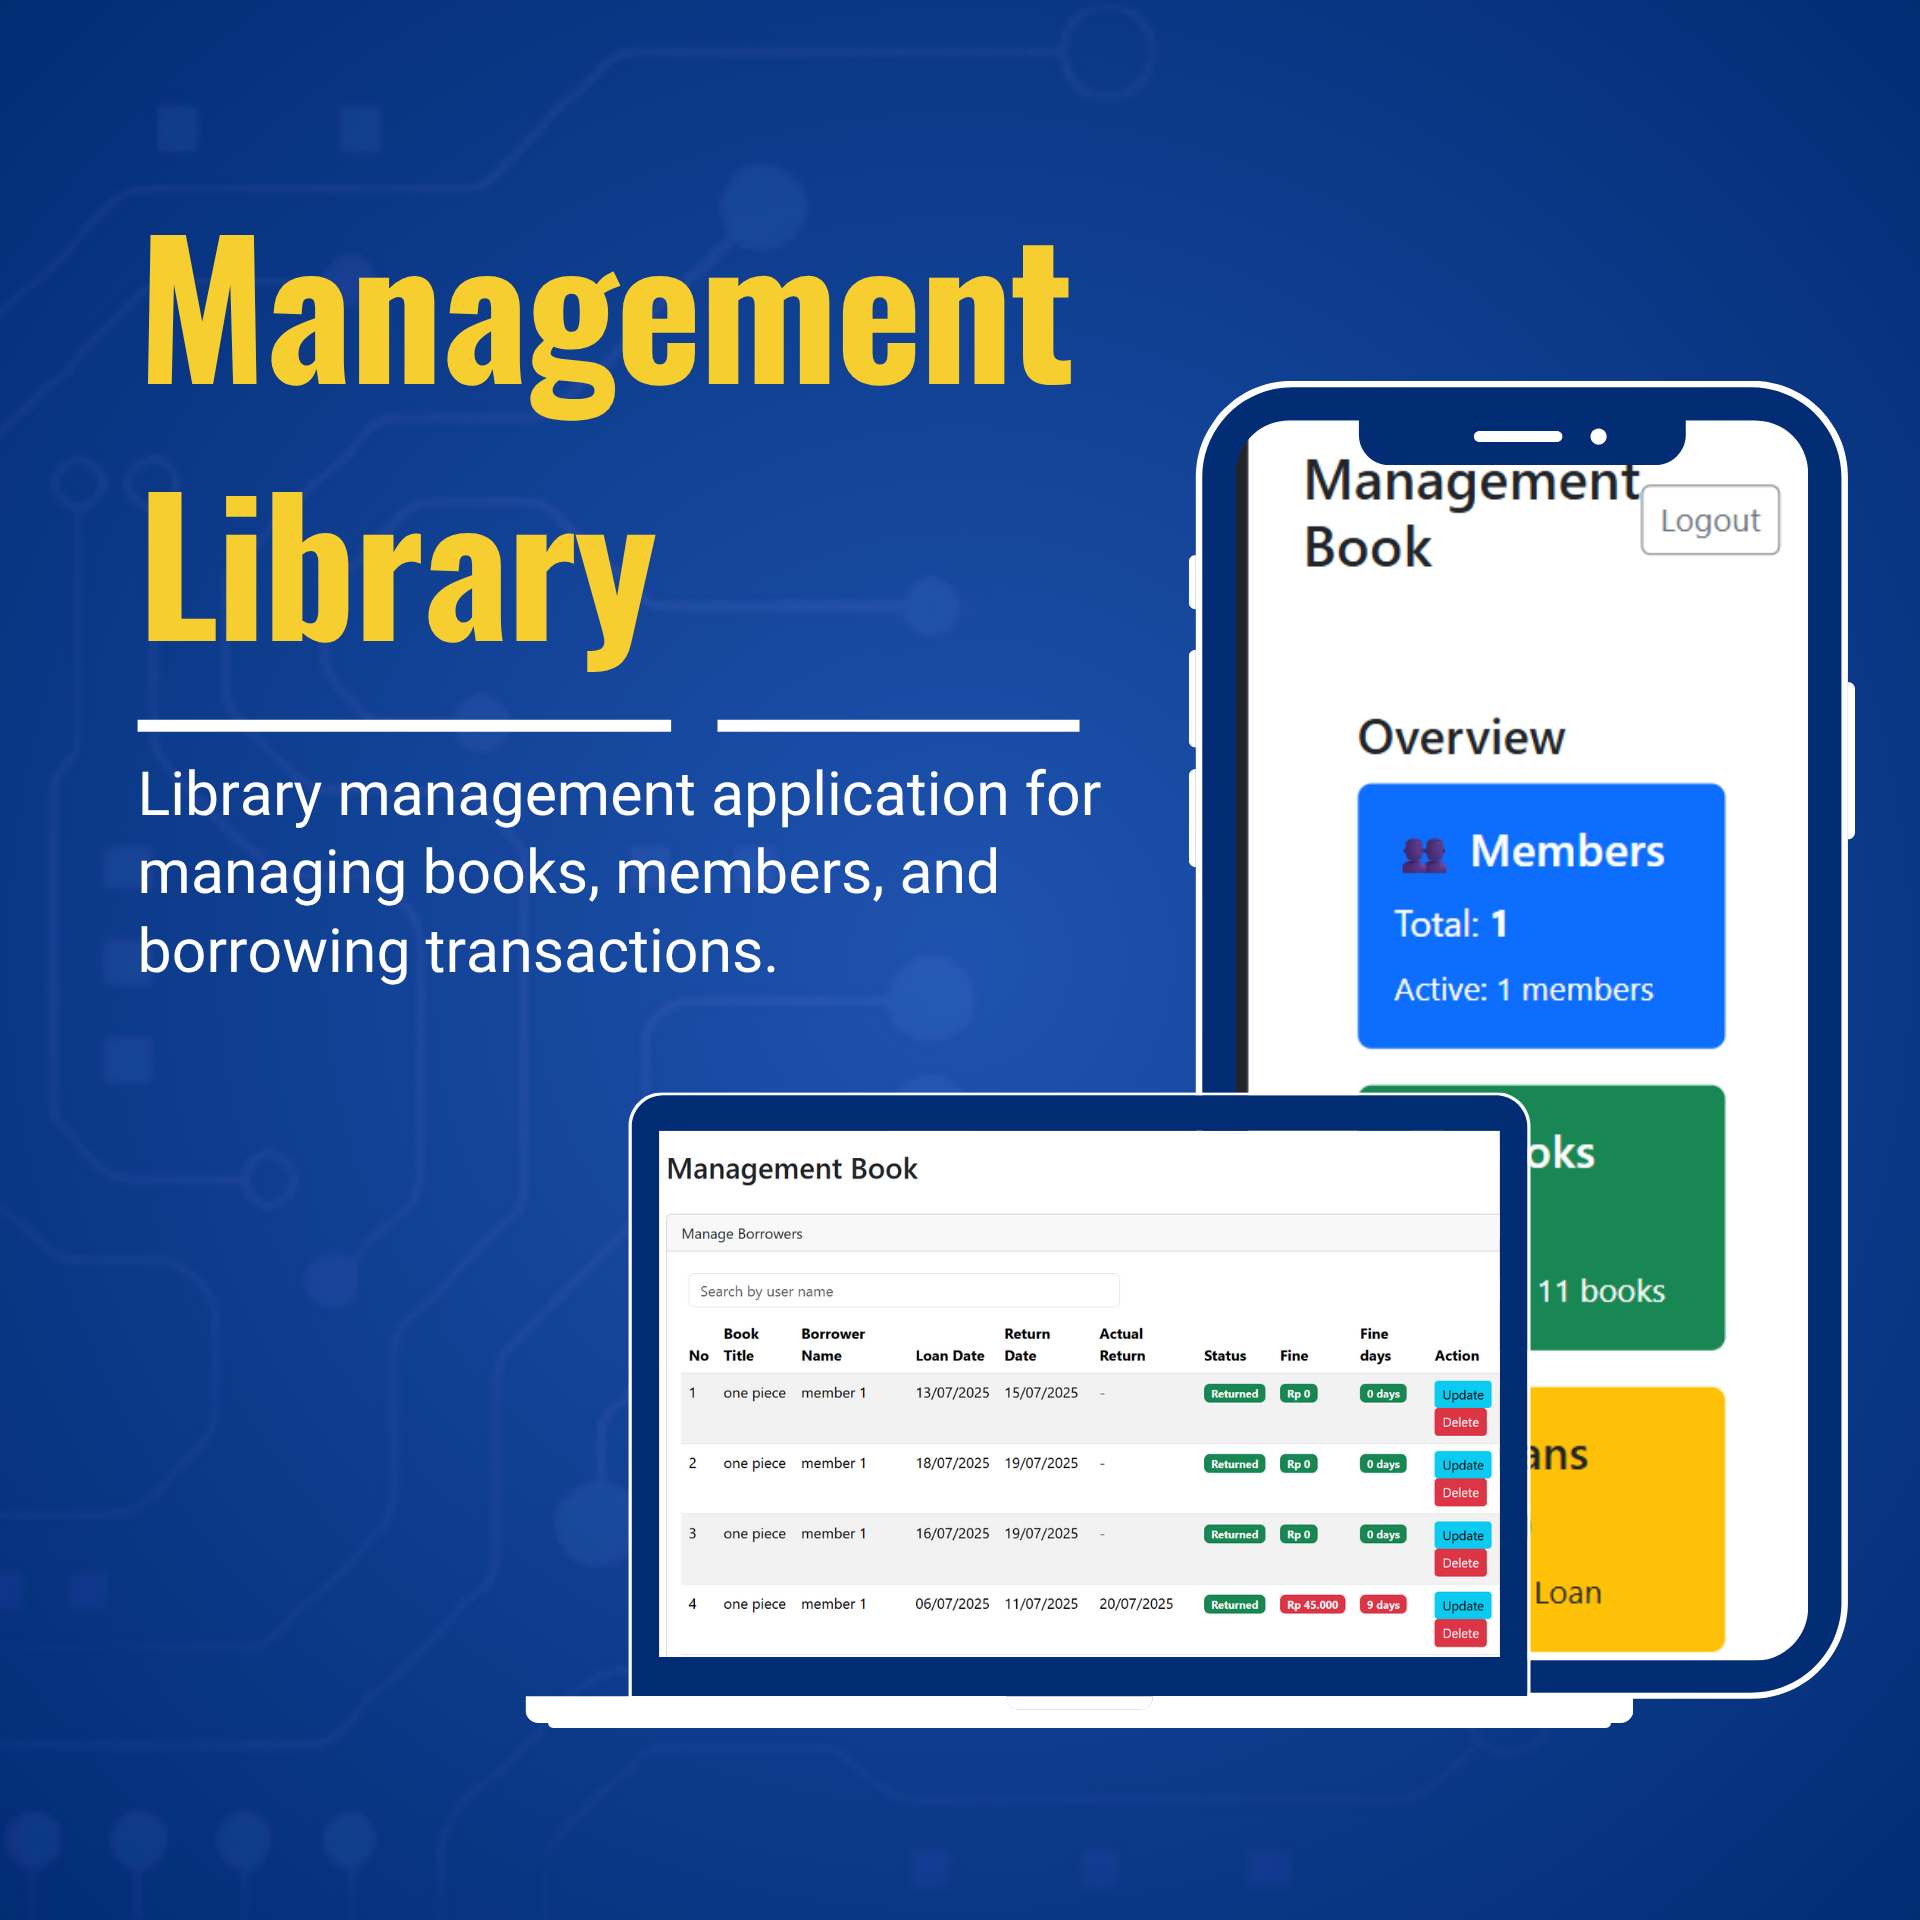 Management
Library
Library management application for
managing books, members, and
borrowing transactions.
Management
Book
Logout
Overview
Members
Total: 1
Active: 1 members
11 books
Loan
Management Book
Manage Borrowers
Search by user name
No Book Title Borrower Name Loan Date Return Date Actual Return Status Fine Fine days Action
1 one piece member 1 13/07/2025 15/07/2025 - Returned Rp 0 0 days Update
Delete
2 one piece member 1 18/07/2025 19/07/2025 - Returned Rp 0 0 days Update
Delete
3 one piece member 1 16/07/2025 19/07/2025 - Returned Rp 0 0 days Update
Delete
4 one piece member 1 06/07/2025 11/07/2025 20/07/2025 Returned Rp 45.000 9 days Update
Delete